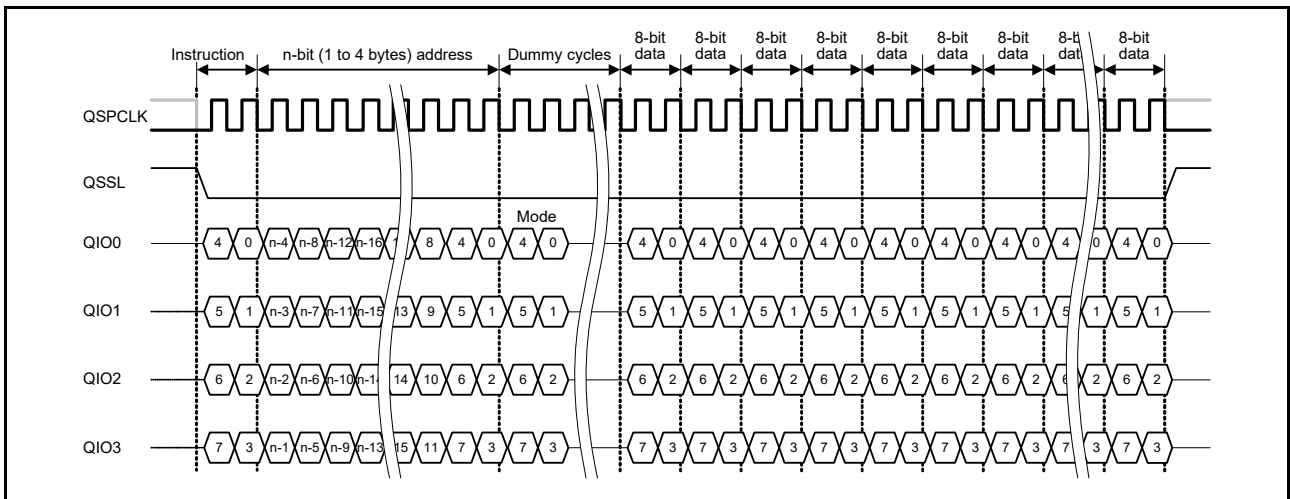 8-bit 8-bit 8-bit 8-bit 8-bit 8-bit 8-bit 8-bit
Instruction n-bit (1 to 4 bytes) address Dummy cycles data data data data data data data data
QSPCLK
QSSL
Mode
QIO0 4 0 n-4 n-8 n-12 n-16 8 4 0 4 0 4 0 4 0 4 0 4 0 4 0 4 0 4 0 4 0 4 0
QIO1 5 1 n-3 n-7 n-11 n-15 13 9 5 1 5 1 5 1 5 1 5 1 5 1 5 1 5 1 5 1 5 1 5 1
QIO2 6 2 n-2 n-6 n-10 14 10 6 2 6 2 6 2 6 2 6 2 6 2 6 2 6 2 6 2 6 2 6 2
QIO3 7 3 n-1 n-5 n-9 n-13 15 11 7 3 7 3 7 3 7 3 7 3 7 3 7 3 7 3 7 3 7 3 7 3